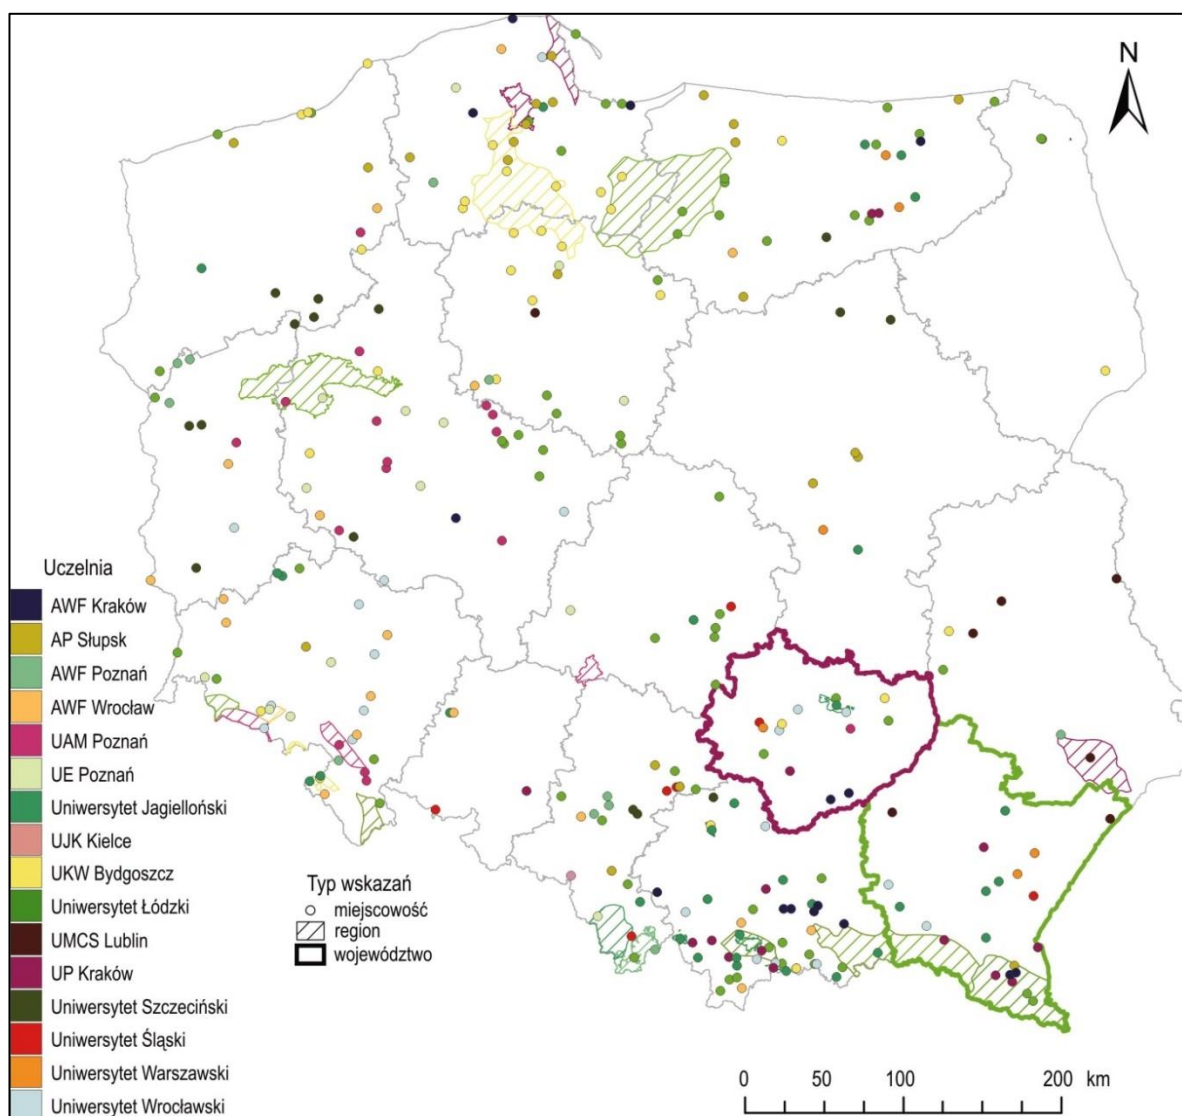 N
Uczelnia
AWF Kraków
AP Słupsk
AWF Poznań
AWF Wrocław
UAM Poznań
UE Poznań
Uniwersytet Jagielloński
UJK Kielce
UKW Bydgoszcz
Uniwersytet Łódzki
UMCS Lublin
UP Kraków
Uniwersytet Szczeciński
Uniwersytet Śląski
Uniwersytet Warszawski
Uniwersytet Wrocławski
Typ wskazań
miejscowość
region
województwo
0 50 100 200 km